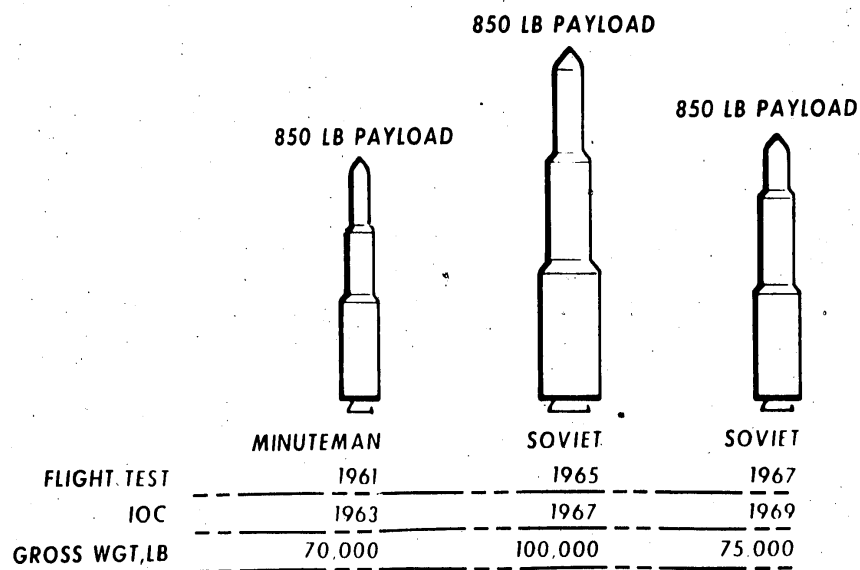 850 LB PAYLOAD
850 LB PAYLOAD
850 LB PAYLOAD
MINUTEMAN SOVIET SOVIET
FLIGHT TEST 1961 1965 1967
IOC 1963 1967 1969
GROSS WGT,LB 70,000 100,000 75,000